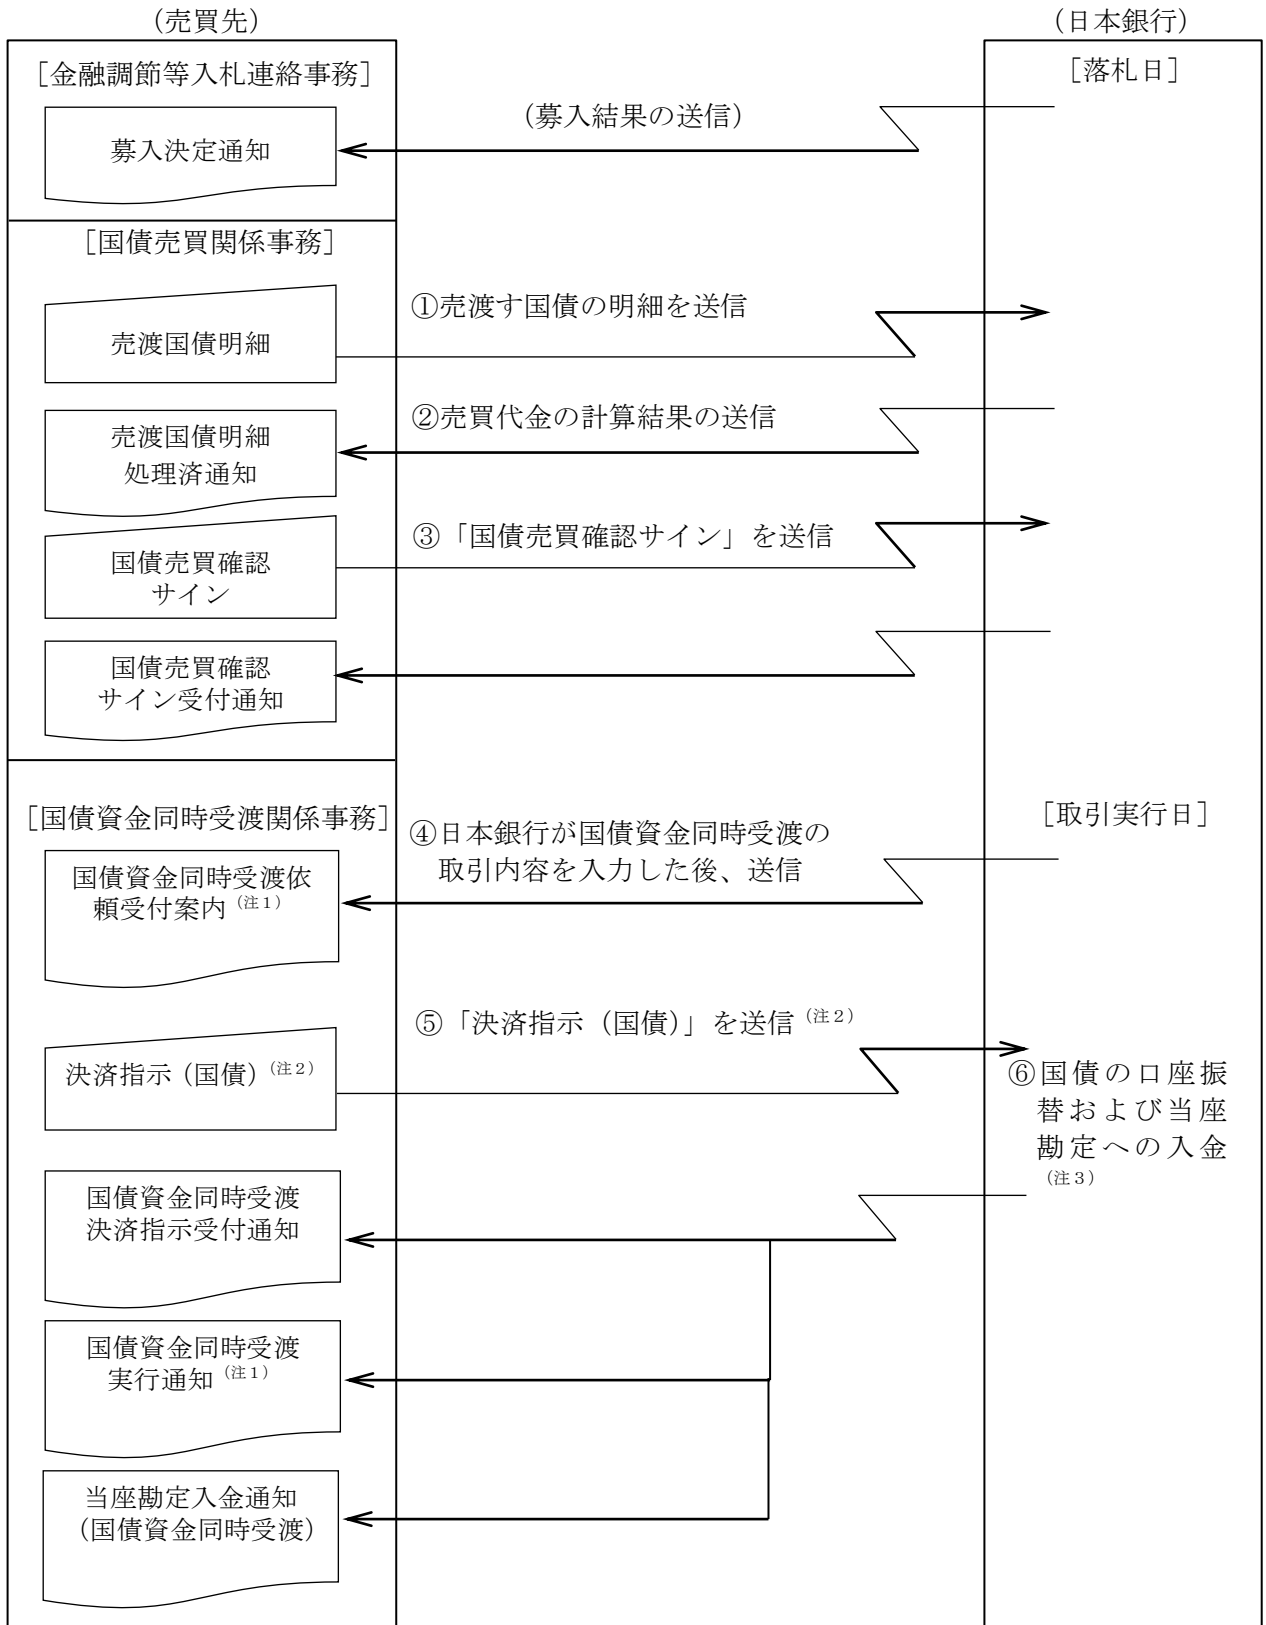 (売買先)
(日本銀行)
[金融調節等入札連絡事務]
[落札日]
(募入結果の送信)
募入決定通知
[国債売買関係事務]
①売渡す国債の明細を送信
売渡国債明細
②売買代金の計算結果の送信
売渡国債明細
処理済通知
③「国債売買確認サイン」を送信
国債売買確認
サイン
国債売買確認
サイン受付通知
[国債資金同時受渡関係事務]
[取引実行日]
④日本銀行が国債資金同時受渡の
取引内容を入力した後、送信
国債資金同時受渡依
頼受付案内(注1)
⑤「決済指示(国債)」を送信(注2)
決済指示(国債)(注2)
⑥国債の口座振
替および当座
勘定への入金
(注3)
国債資金同時受渡
決済指示受付通知
国債資金同時受渡
実行通知(注1)
当座勘定入金通知
(国債資金同時受渡)